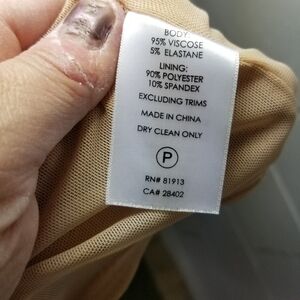 BODY:
95% VISCOSE
5% ELASTANE
LINING:
90% POLYESTER
10% SPANDEX
EXCLUDING TRIMS
MADE IN CHINA
DRY CLEAN ONLY
P
RN# 81913
CA# 28402